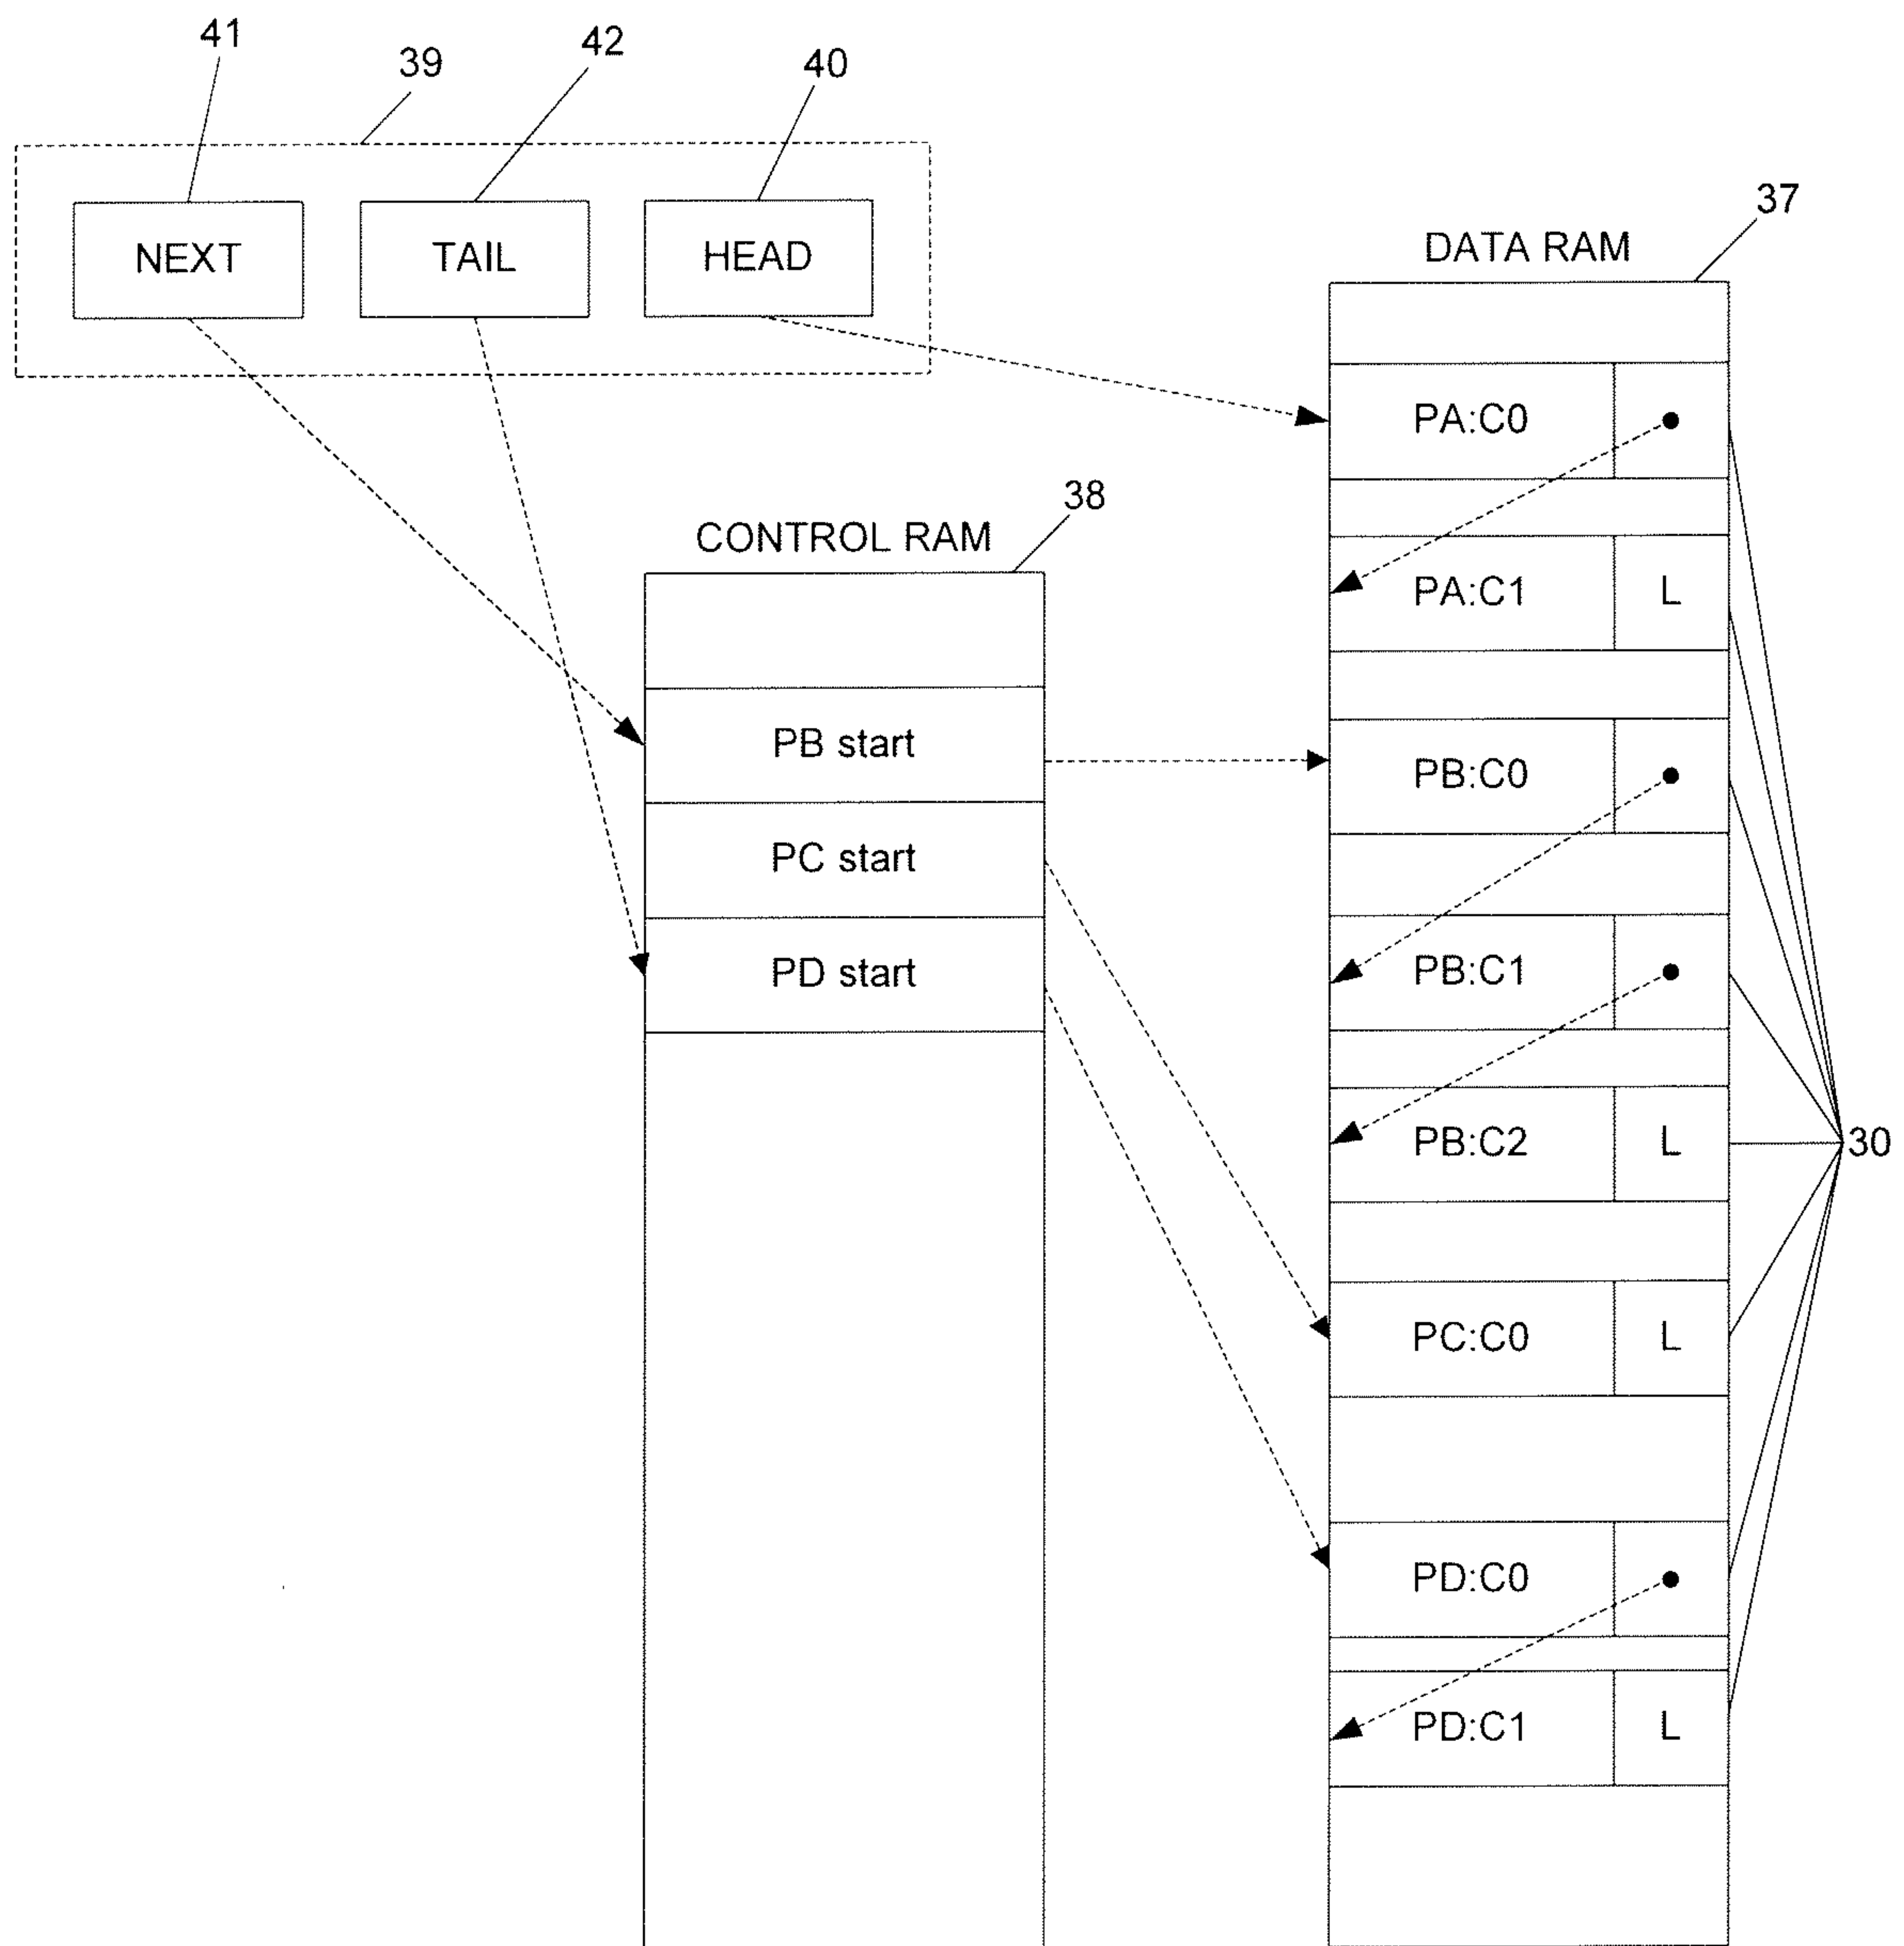 41
39
42
40
NEXT
TAIL
HEAD
37
DATA RAM
PA:C0
38
CONTROL RAM
PA:C1 L
PB start
PB:C0
PC start
PD start
PB:C1
PB:C2 L
30
PC:C0 L
PD:C0
PD:C1 L